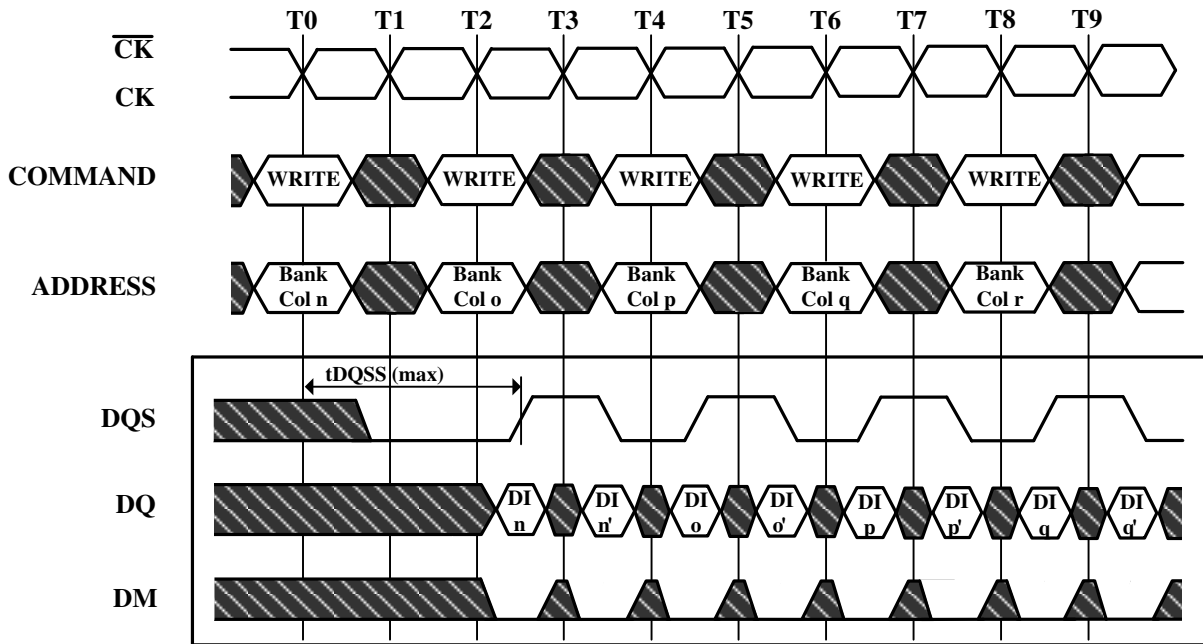 T0 T1 T2 T3 T4 T5 T6 T7 T8 T9
CK
CK
COMMAND WRITE WRITE WRITE WRITE WRITE
ADDRESS Bank Bank Bank Bank Bank
Col n Col o Col p Col q Col r
tDQSS (max)
DQS
DQ DI DI DI DI DI DI DI DI
n n' o o' p p' q q'
DM